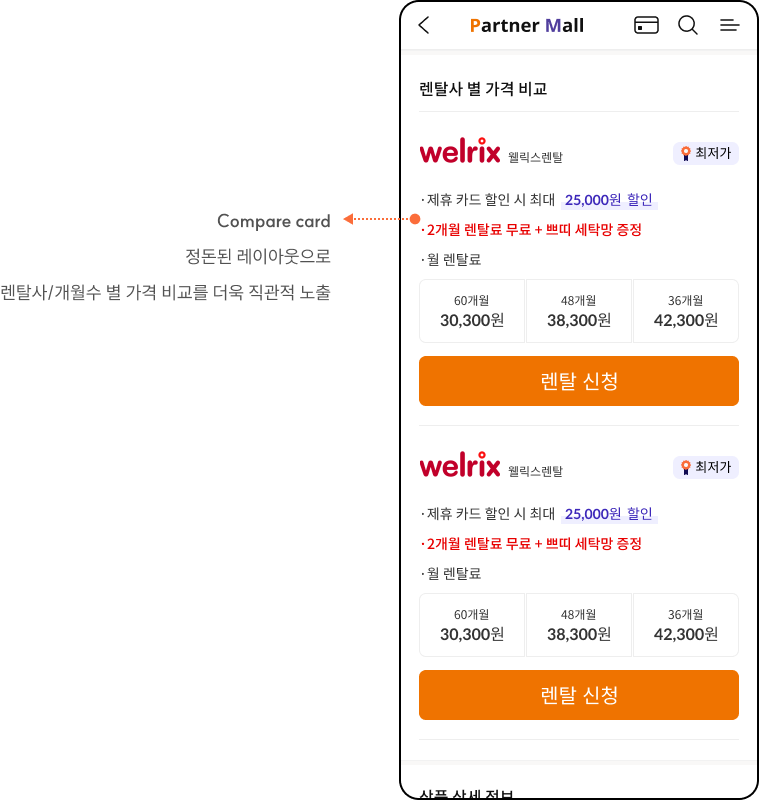 Partner Mall
렌탈사 별 가격 비교
welrix 웰릭스렌탈
최저가
·제휴 카드 할인 시 최대 25,000원 할인
Compare card
·2개월 렌탈료 무료 + 쁘띠 세탁망 증정
정돈된 레이아웃으로
·월 렌탈료
렌탈사/개월수 별 가격 비교를 더욱 직관적 노출
60개월 48개월 36개월
30,300원 38,300원 42,300원
렌탈 신청
welrix 웰릭스렌탈
최저가
·제휴 카드 할인 시 최대 25,000원 할인
·2개월 렌탈료 무료 + 쁘띠 세탁망 증정
·월 렌탈료
60개월 48개월 36개월
30,300원 38,300원 42,300원
렌탈 신청
상품 상세 정보